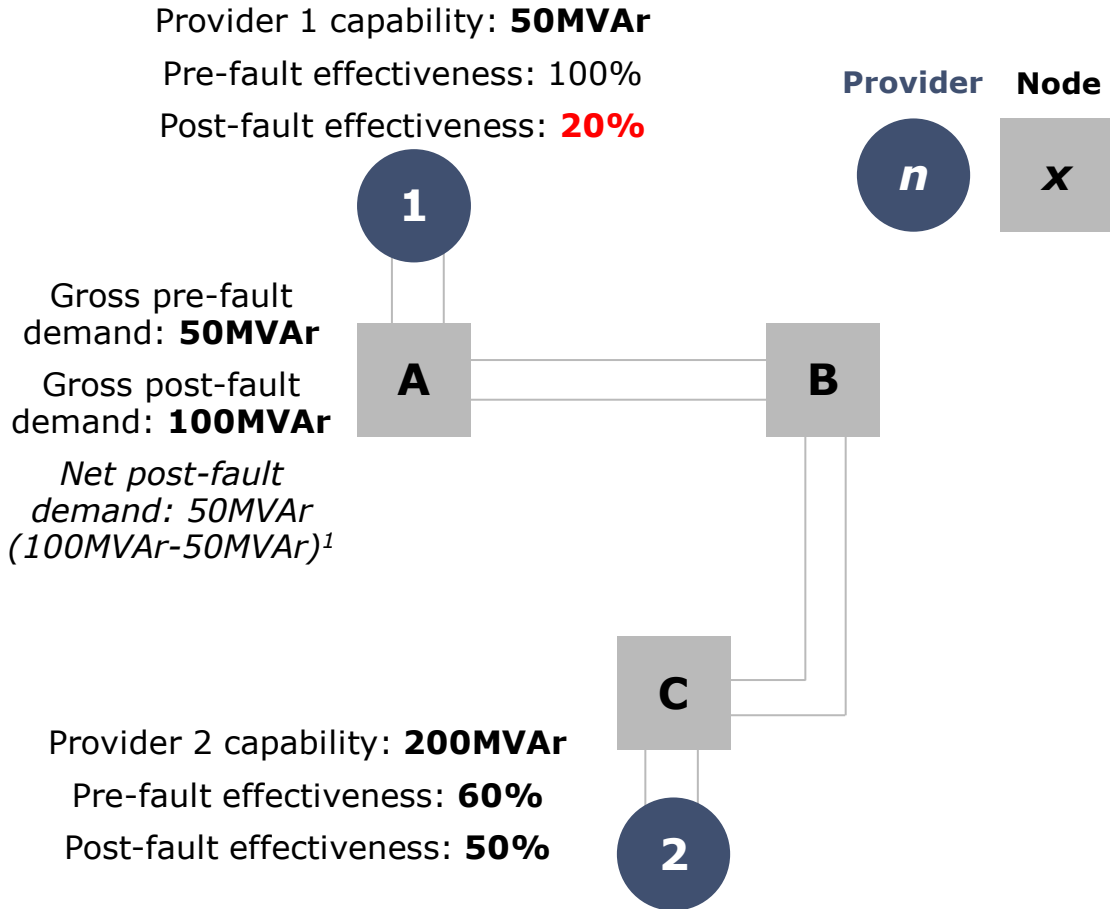 Provider 1 capability: 50MVAr
Pre-fault effectiveness: 100%
Post-fault effectiveness: 20%
Provider
Node
n
x
1
Gross pre-fault
demand: 50MVAr
Gross post-fault
demand: 100MVAr
Net post-fault
demand: 50MVAr
(100MVAr-50MVAr)¹
A
B
C
Provider 2 capability: 200MVAr
Pre-fault effectiveness: 60%
Post-fault effectiveness: 50%
2